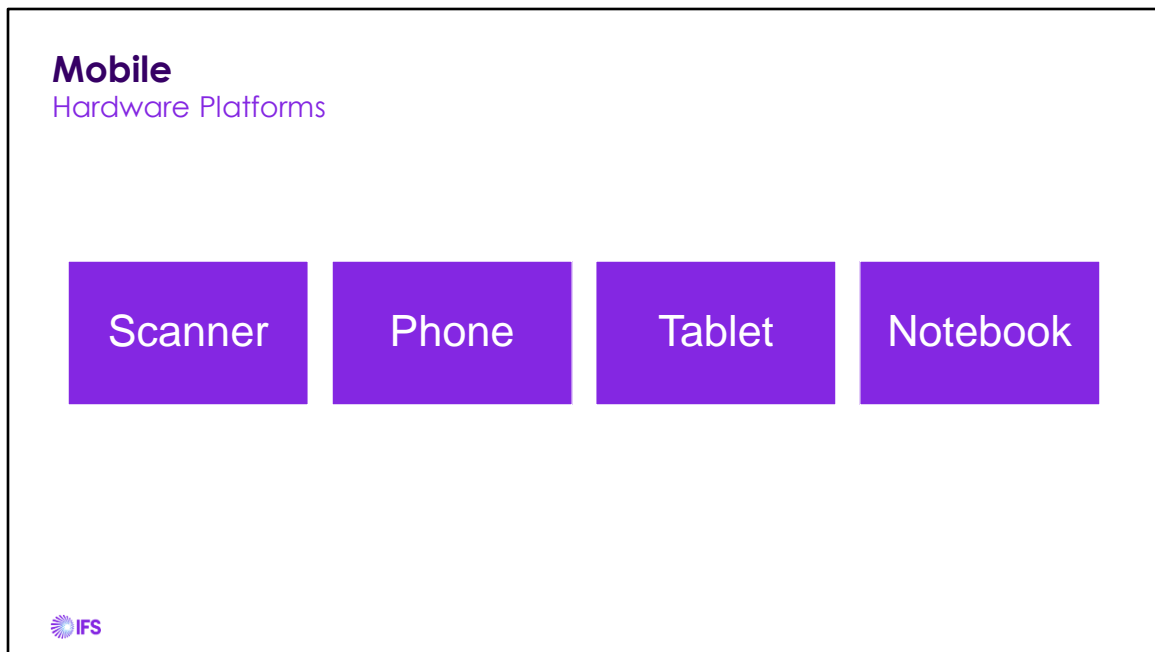 Mobile
Hardware Platforms
Scanner
Phone
Tablet
Notebook
IFS